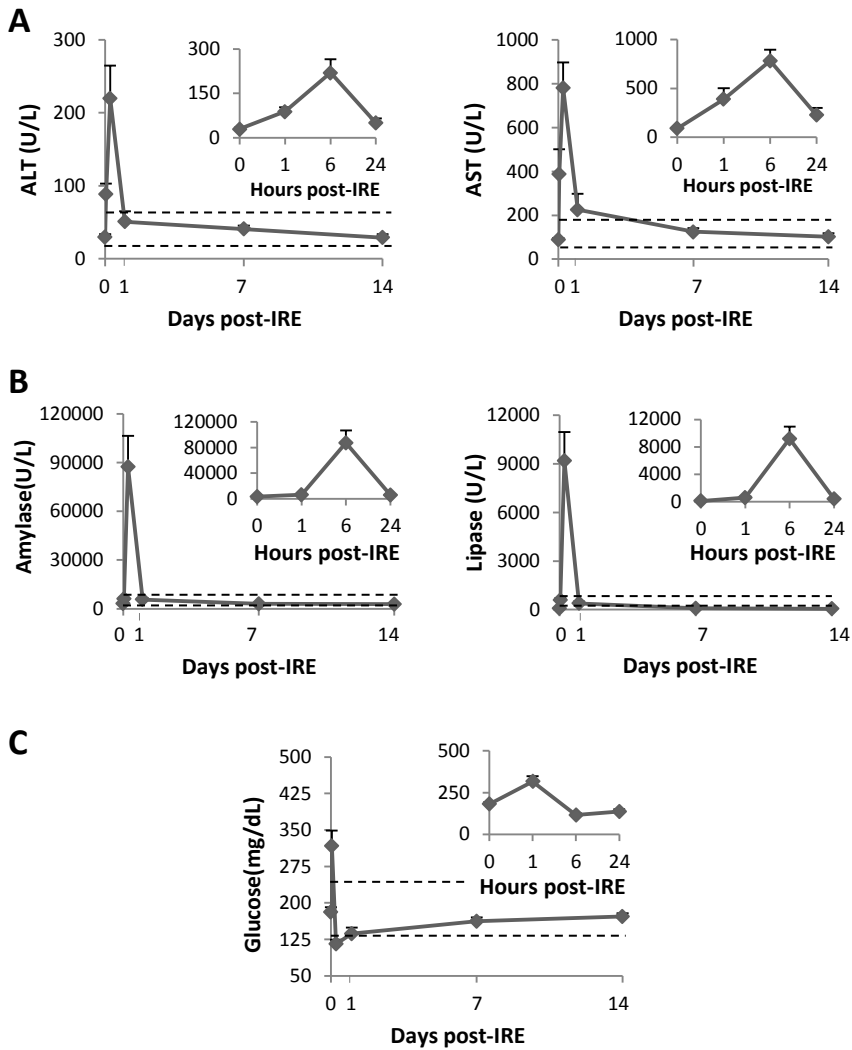 A
ALT (U/L)
300
200
100
0
0 1 7 14
Days post-IRE
300
150
0
0 1 6 24
Hours post-IRE
AST (U/L)
1000
800
600
400
200
0
0 1 7 14
Days post-IRE
1000
500
0
0 1 6 24
Hours post-IRE
B
Amylase(U/L)
120000
90000
60000
30000
0
0 1 7 14
Days post-IRE
120000
80000
40000
0
0 1 6 24
Hours post-IRE
Lipase (U/L)
12000
9000
6000
3000
0
0 1 7 14
Days post-IRE
12000
8000
4000
0
0 1 6 24
Hours post-IRE
C
Glucose(mg/dL)
500
425
350
275
200
125
50
0 1 7 14
Days post-IRE
500
250
0
0 1 6 24
Hours post-IRE